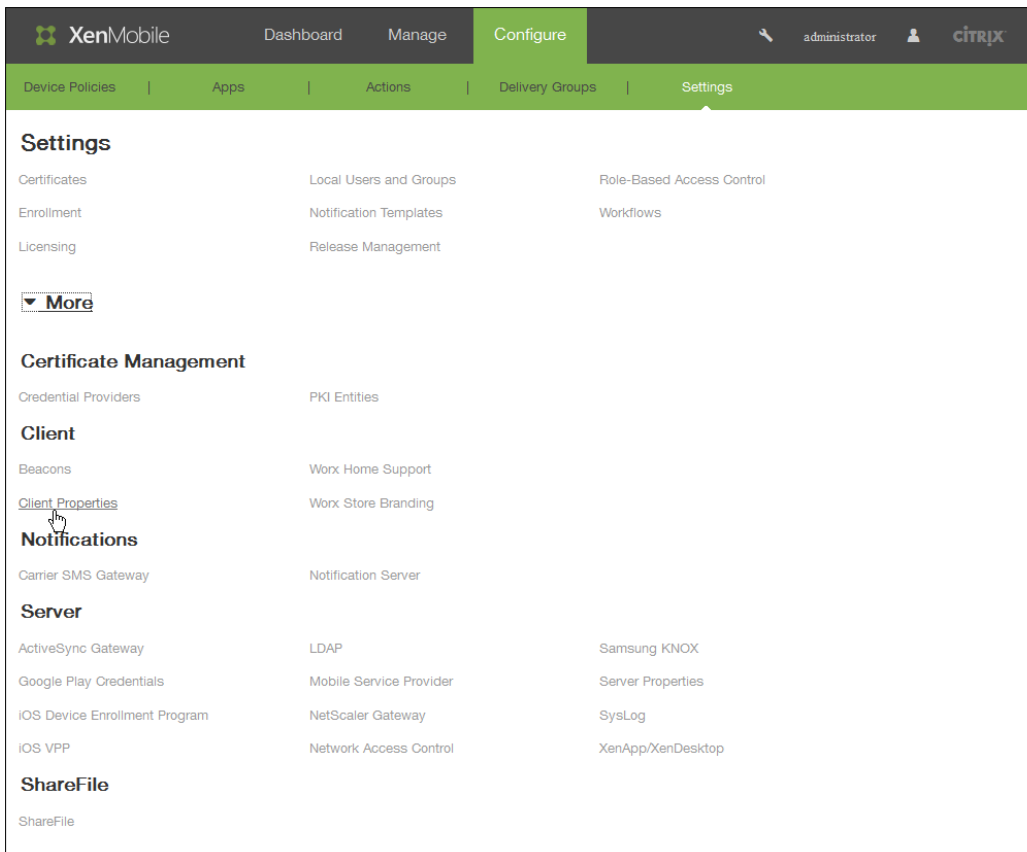 XenMobile Dashboard Manage Configure administrator CİTRIX
Device Policies | Apps | Actions | Delivery Groups | Settings
Settings
Certificates Local Users and Groups Role-Based Access Control
Enrollment Notification Templates Workflows
Licensing Release Management
More
Certificate Management
Credential Providers PKI Entities
Client
Beacons Worx Home Support
Client Properties Worx Store Branding
Notifications
Carrier SMS Gateway Notification Server
Server
ActiveSync Gateway LDAP Samsung KNOX
Google Play Credentials Mobile Service Provider Server Properties
iOS Device Enrollment Program NetScaler Gateway SysLog
iOS VPP Network Access Control XenApp/XenDesktop
ShareFile
ShareFile